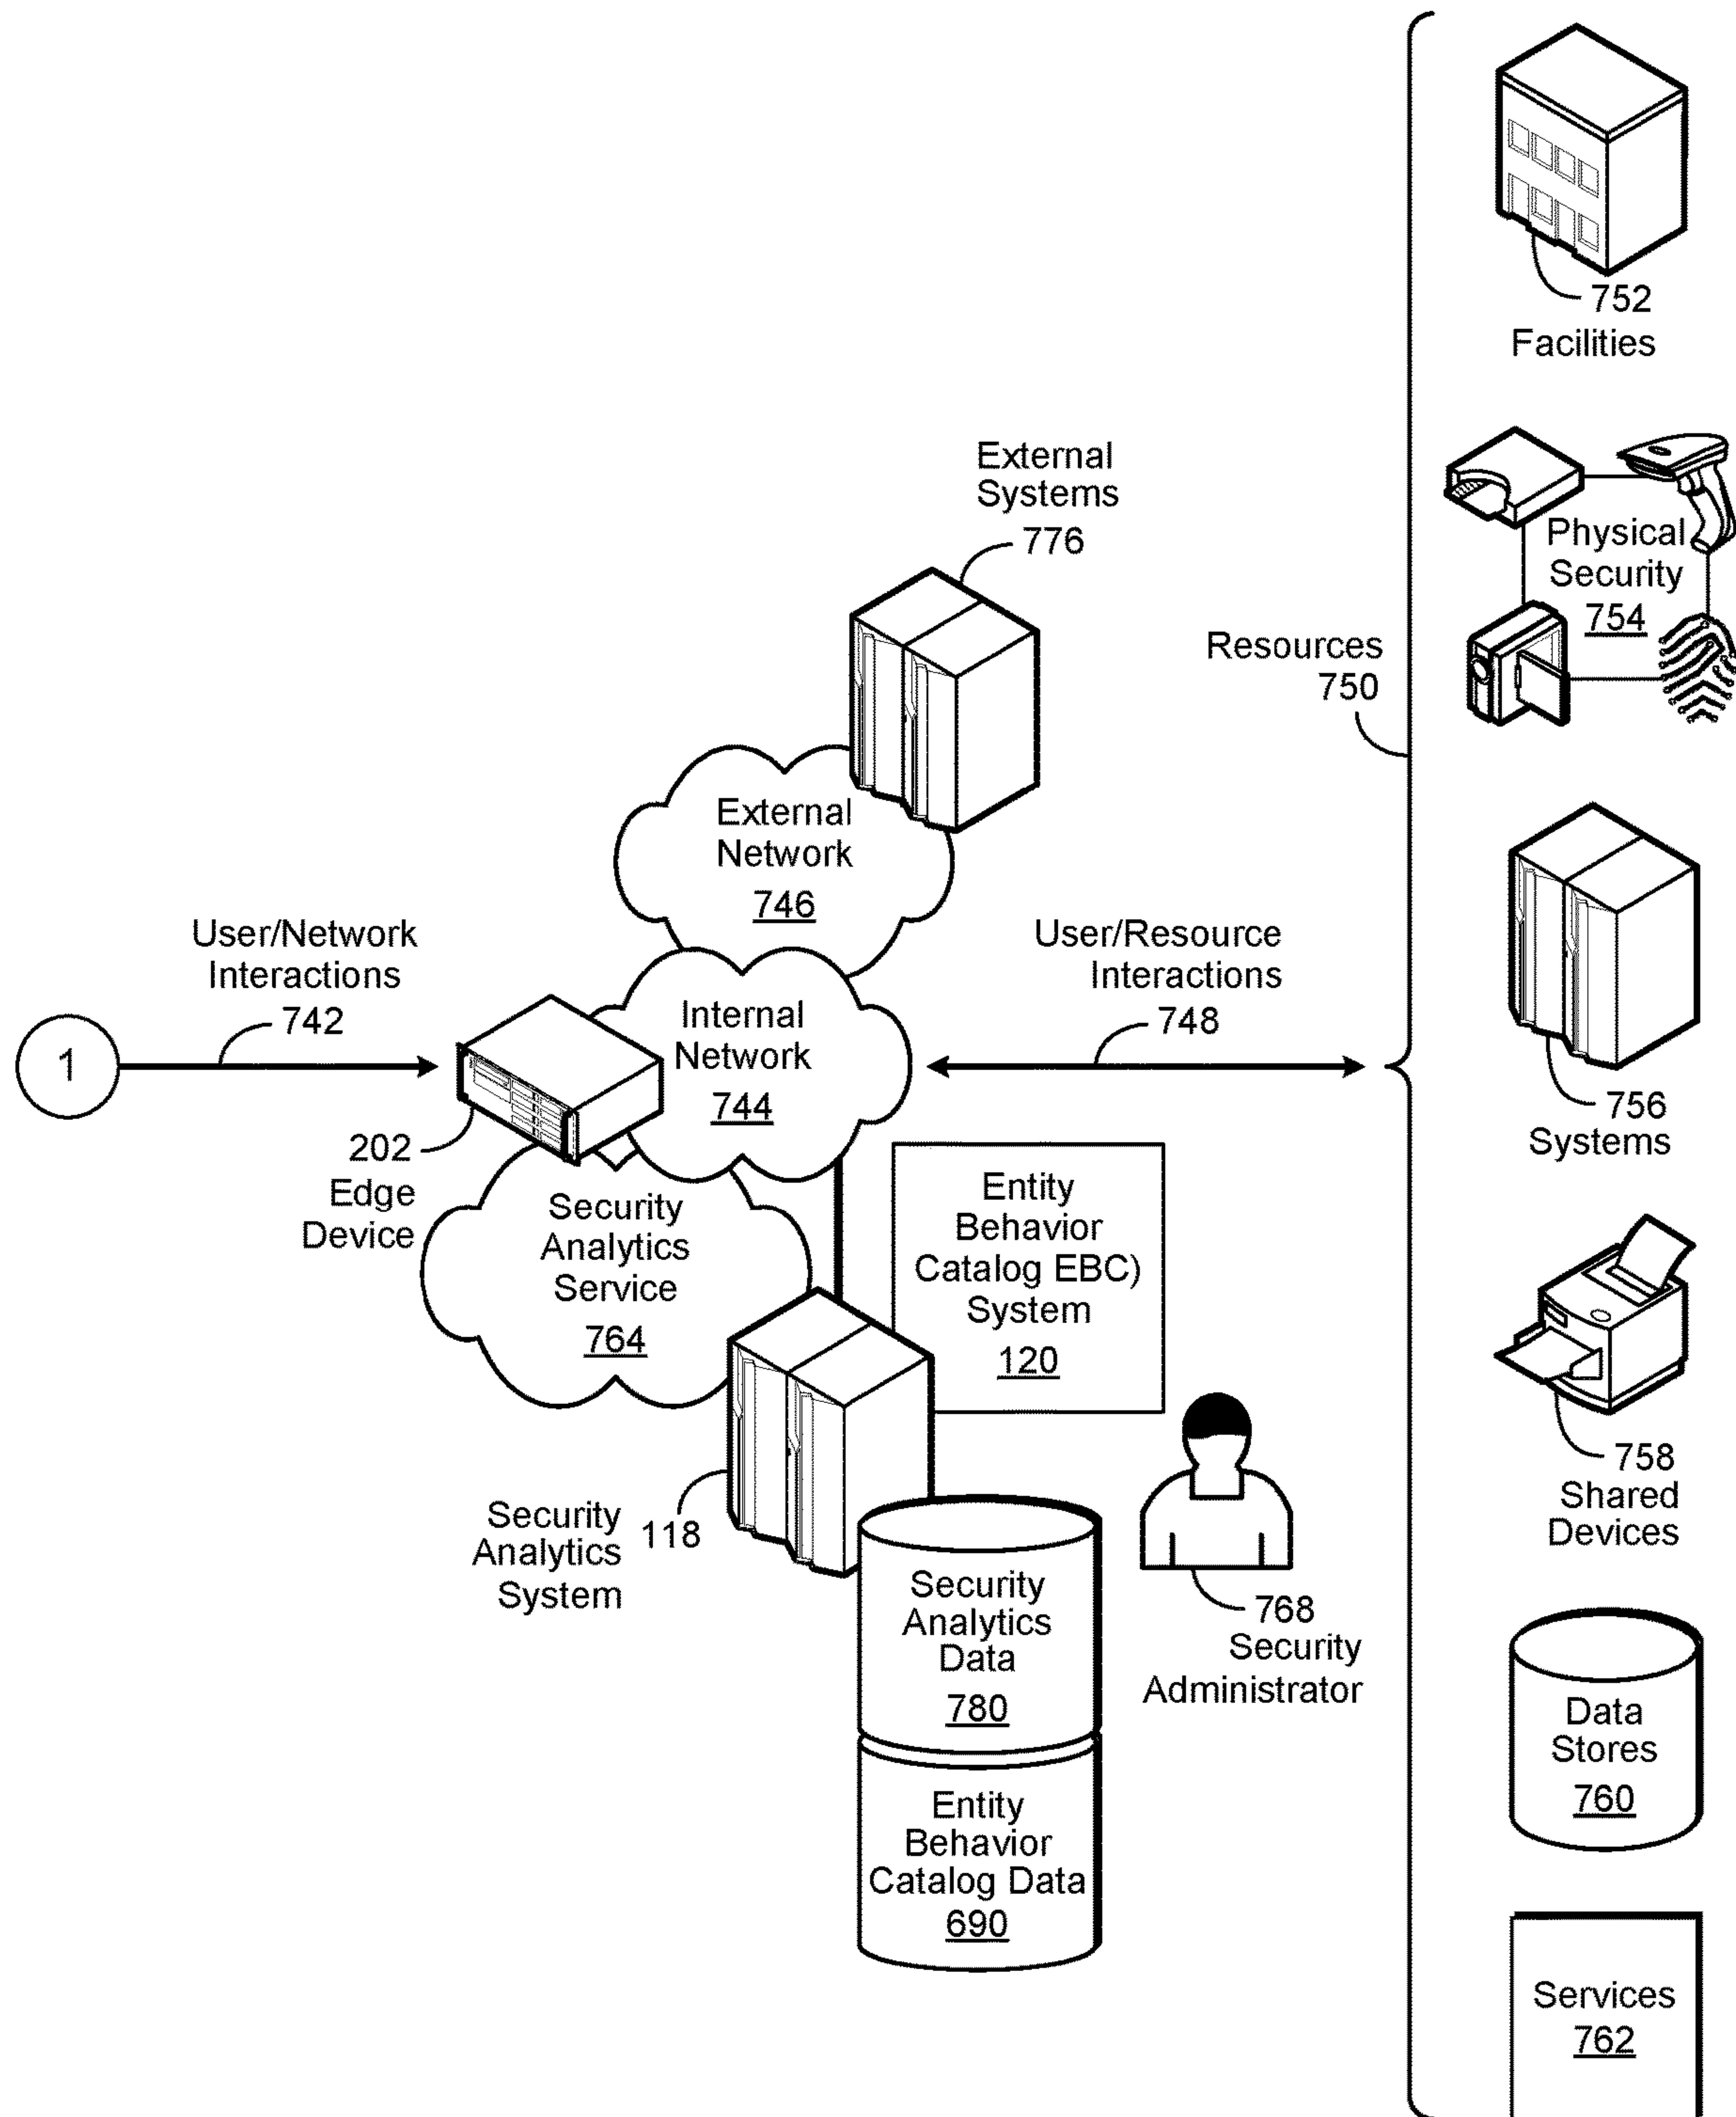 752
Facilities
External
Systems
776
Physical
Security
754
Resources
750
External
Network
746
User/Network
Interactions
742
User/Resource
Interactions
748
1
Internal
Network
744
756
Systems
202
Edge
Device
Security
Analytics
Service
764
Entity
Behavior
Catalog EBC)
System
120
758
Shared
Devices
Security
Analytics
System
118
Security
Analytics
Data
780
768
Security
Administrator
Data
Stores
760
Entity
Behavior
Catalog Data
690
Services
762